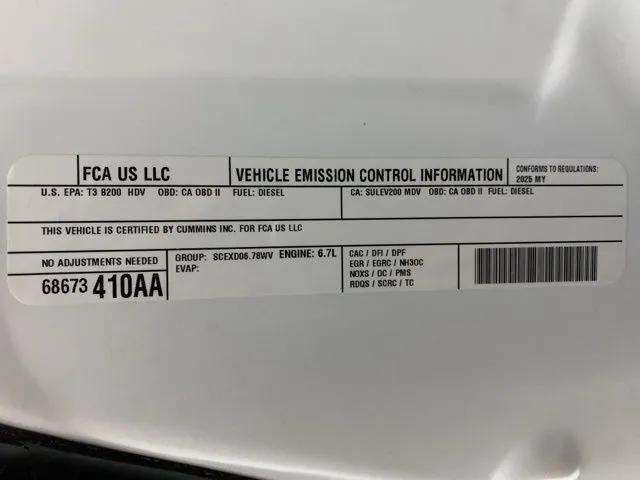 FCA US LLC
VEHICLE EMISSION CONTROL INFORMATION
CONFORMS TO REGULATIONS:
2025 MY
U.S. EPA: T3 B200 HDV OBD: CA OBD II FUEL: DIESEL
CA: SULEV200 MDV OBD: CA OBD II FUEL: DIESEL
THIS VEHICLE IS CERTIFIED BY CUMMINS INC. FOR FCA US LLC
NO ADJUSTMENTS NEEDED
68673 410AA
GROUP: SCEXD06.78WV ENGINE: 6.7L
EVAP:
CAC / DFI / DPF
EGR / EGRC / NH3OC
NOXS / OC / PMS
RDQS / SCRC / TC